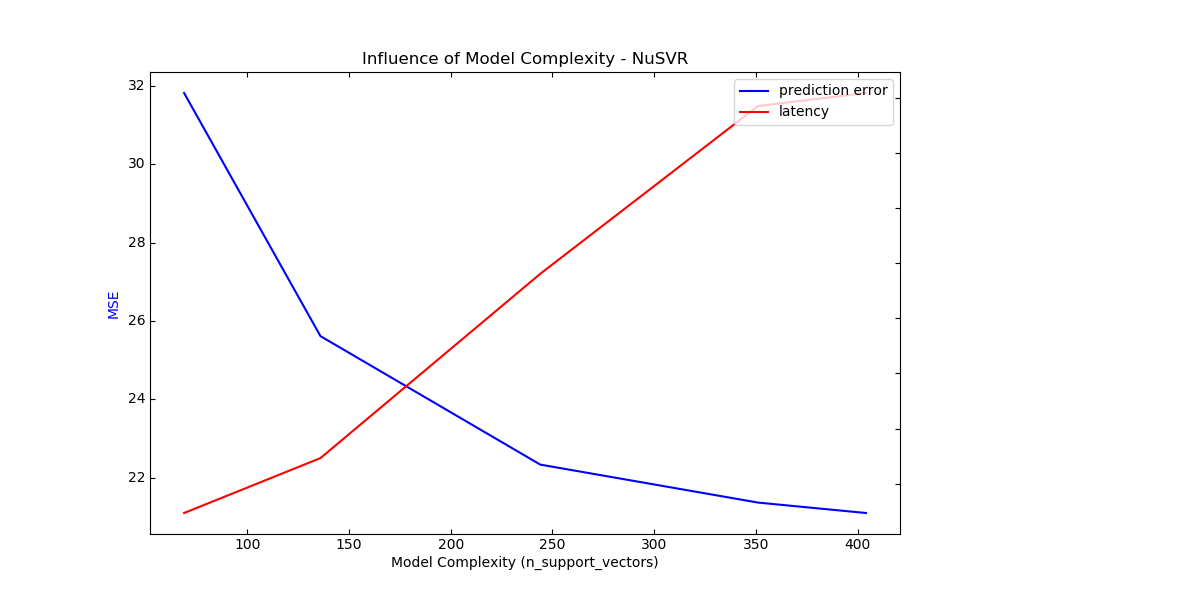 Influence of Model Complexity - NuSVR
prediction error
latency
32
30
28
26
24
22
MSE
100 150 200 250 300 350 400
Model Complexity (n_support_vectors)